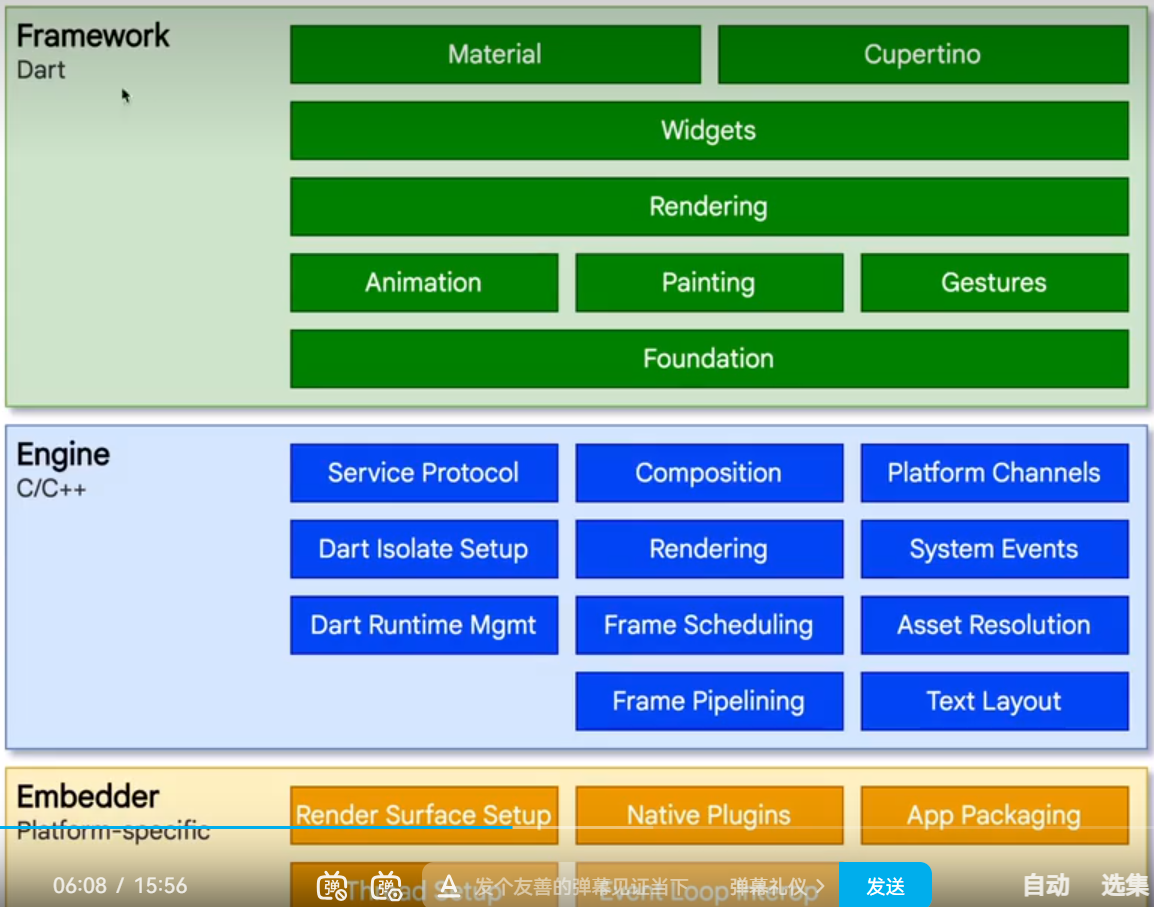 Framework
Dart
Material
Cupertino
Widgets
Rendering
Animation
Painting
Gestures
Foundation
Engine
C/C++
Service Protocol
Composition
Platform Channels
Dart Isolate Setup
Rendering
System Events
Dart Runtime Mgmt
Frame Scheduling
Asset Resolution
Frame Pipelining
Text Layout
Embedder
Platform-specific
Render Surface Setup
Native Plugins
App Packaging
Thread Setup
Event Loop Interop
06:08 / 15:56
弹
弹
A
发个友善的弹幕见证当下
弹幕礼仪 >
发送
自动
选集